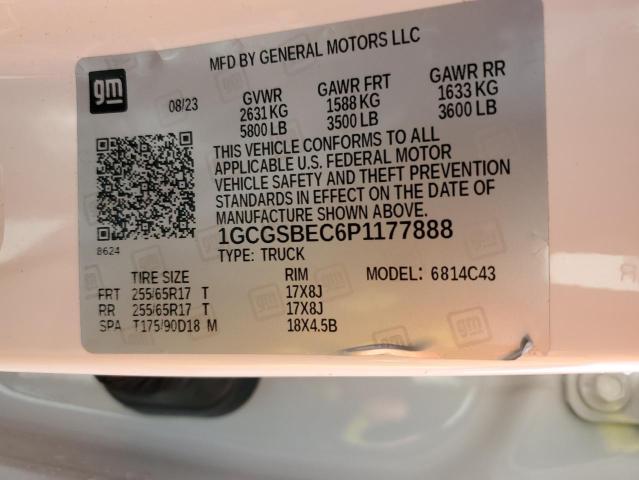 MFD BY GENERAL MOTORS LLC
gm
08/23 GVWR GAWR FRT GAWR RR
2631 KG 1588 KG 1633 KG
5800 LB 3500 LB 3600 LB
THIS VEHICLE CONFORMS TO ALL
APPLICABLE U.S. FEDERAL MOTOR
VEHICLE SAFETY AND THEFT PREVENTION
STANDARDS IN EFFECT ON THE DATE OF
MANUFACTURE SHOWN ABOVE.
8624
1GCGSBEC6P1177888
TYPE: TRUCK MODEL: 6814C43
TIRE SIZE RIM
FRT 255/65R17 T 17X8J
RR 255/65R17 T 17X8J
SPA T175/90D18 M 18X4.5B